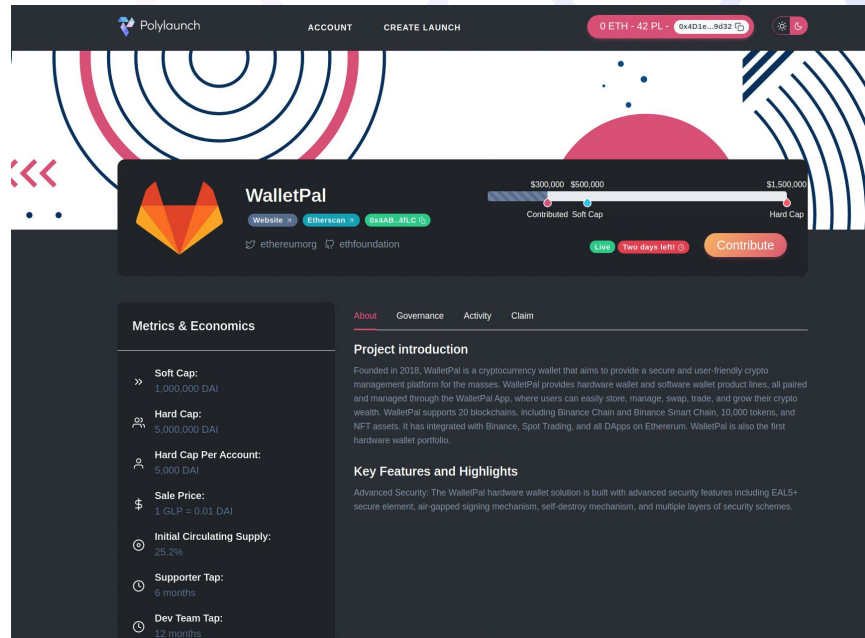 Polylaunch
ACCOUNT
CREATE LAUNCH
0 ETH - 42 PL - 0x4D1e...9d32
WalletPal
Website
Etherscan
0x4AB..4fLC
ethereumorg
ethfoundation
$300,000 $500,000 $1,500,000
Contributed Soft Cap Hard Cap
Live
Two days left!
Contribute
Metrics & Economics
Soft Cap:
1,000,000 DAI
Hard Cap:
5,000,000 DAI
Hard Cap Per Account:
5,000 DAI
Sale Price:
1 GLP = 0.01 DAI
Initial Circulating Supply:
25.2%
Supporter Tap:
6 months
Dev Team Tap:
12 months
About Governance Activity Claim
Project introduction
Founded in 2018, WalletPal is a cryptocurrency wallet that aims to provide a secure and user-friendly crypto
management platform for the masses. WalletPal provides hardware wallet and software wallet product lines, all paired
and managed through the WalletPal App, where users can easily store, manage, swap, trade, and grow their crypto
wealth. WalletPal supports 20 blockchains, including Binance Chain and Binance Smart Chain, 10,000 tokens, and
NFT assets. It has integrated with Binance, Spot Trading, and all DApps on Ethererum. WalletPal is also the first
hardware wallet portfolio.
Key Features and Highlights
Advanced Security: The WalletPal hardware wallet solution is built with advanced security features including EAL5+
secure element, air-gapped signing mechanism, self-destroy mechanism, and multiple layers of security schemes.